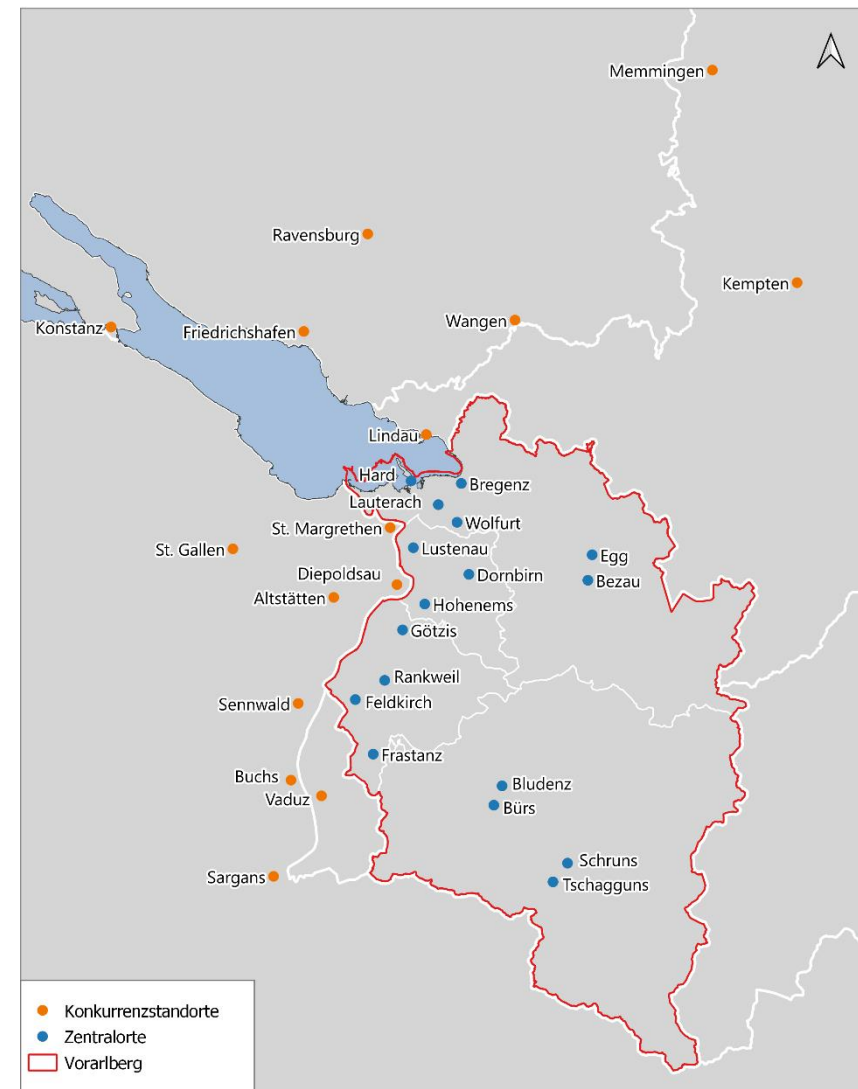 Memmingen
Ravensburg
Kempten
Konstanz
Friedrichshafen
Wangen
Lindau
Hard
Bregenz
Lauterach
Wolfurt
St. Margrethen
St. Gallen
Lustenau
Egg
Diepoldsau
Dornbirn
Bezau
Altstätten
Hohenems
Götzis
Rankweil
Sennwald
Feldkirch
Frastanz
Buchs
Bludenz
Vaduz
Bürs
Schruns
Sargans
Tschagguns
Konkurrenzstandorte
Zentralorte
Vorarlberg